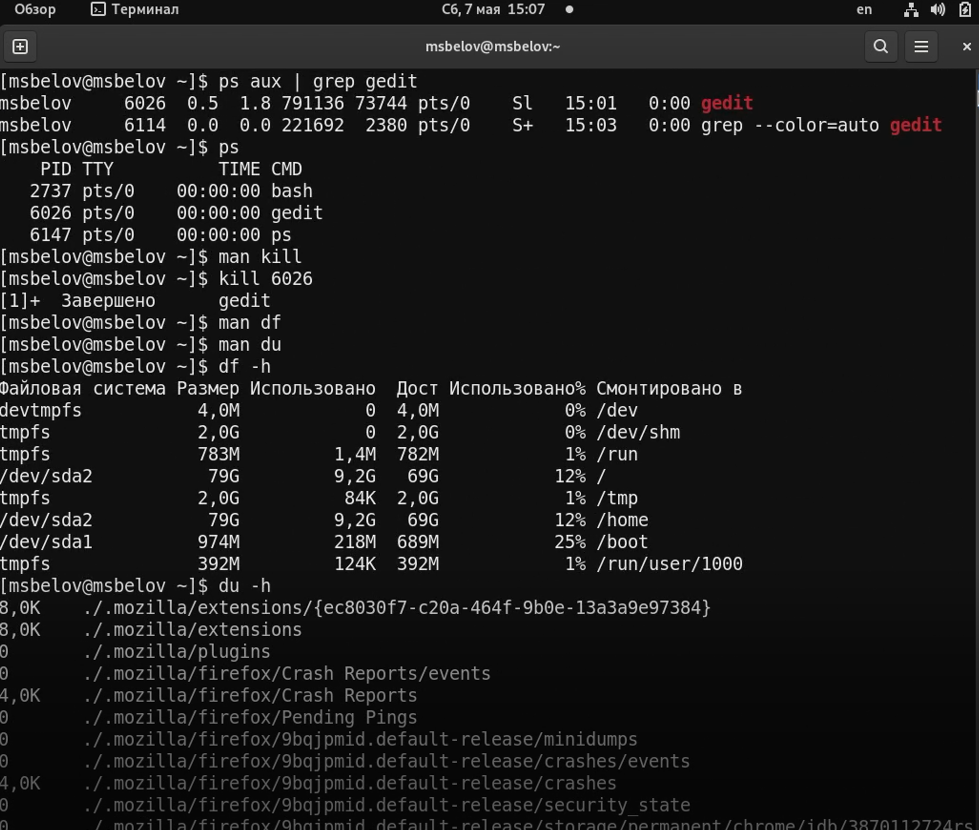 Обзор Терминал Сб, 7 мая 15:07 en
msbelov@msbelov:~
[msbelov@msbelov ~]$ ps aux | grep gedit
msbelov     6026  0.5  1.8 791136 73744 pts/0    Sl   15:01   0:00 gedit
msbelov     6114  0.0  0.0 221692  2380 pts/0    S+   15:03   0:00 grep --color=auto gedit
[msbelov@msbelov ~]$ ps
    PID TTY          TIME CMD
   2737 pts/0    00:00:00 bash
   6026 pts/0    00:00:00 gedit
   6147 pts/0    00:00:00 ps
[msbelov@msbelov ~]$ man kill
[msbelov@msbelov ~]$ kill 6026
[1]+  Завершено      gedit
[msbelov@msbelov ~]$ man df
[msbelov@msbelov ~]$ man du
[msbelov@msbelov ~]$ df -h
Файловая система Размер Использовано  Дост Использовано% Смонтировано в
devtmpfs           4,0M            0  4,0M            0% /dev
tmpfs              2,0G            0  2,0G            0% /dev/shm
tmpfs              783M         1,4M  782M            1% /run
/dev/sda2           79G         9,2G   69G           12% /
tmpfs              2,0G          84K  2,0G            1% /tmp
/dev/sda2           79G         9,2G   69G           12% /home
/dev/sda1          974M         218M  689M           25% /boot
tmpfs              392M         124K  392M            1% /run/user/1000
[msbelov@msbelov ~]$ du -h
8,0K    ./.mozilla/extensions/{ec8030f7-c20a-464f-9b0e-13a3a9e97384}
8,0K    ./.mozilla/extensions
0       ./.mozilla/plugins
0       ./.mozilla/firefox/Crash Reports/events
4,0K    ./.mozilla/firefox/Crash Reports
0       ./.mozilla/firefox/Pending Pings
0       ./.mozilla/firefox/9bqjpmid.default-release/minidumps
0       ./.mozilla/firefox/9bqjpmid.default-release/crashes/events
4,0K    ./.mozilla/firefox/9bqjpmid.default-release/crashes
0       ./.mozilla/firefox/9bqjpmid.default-release/security_state
0       ./.mozilla/firefox/9bqjpmid.default-release/storage/permanent/chrome/idb/3870112724rs